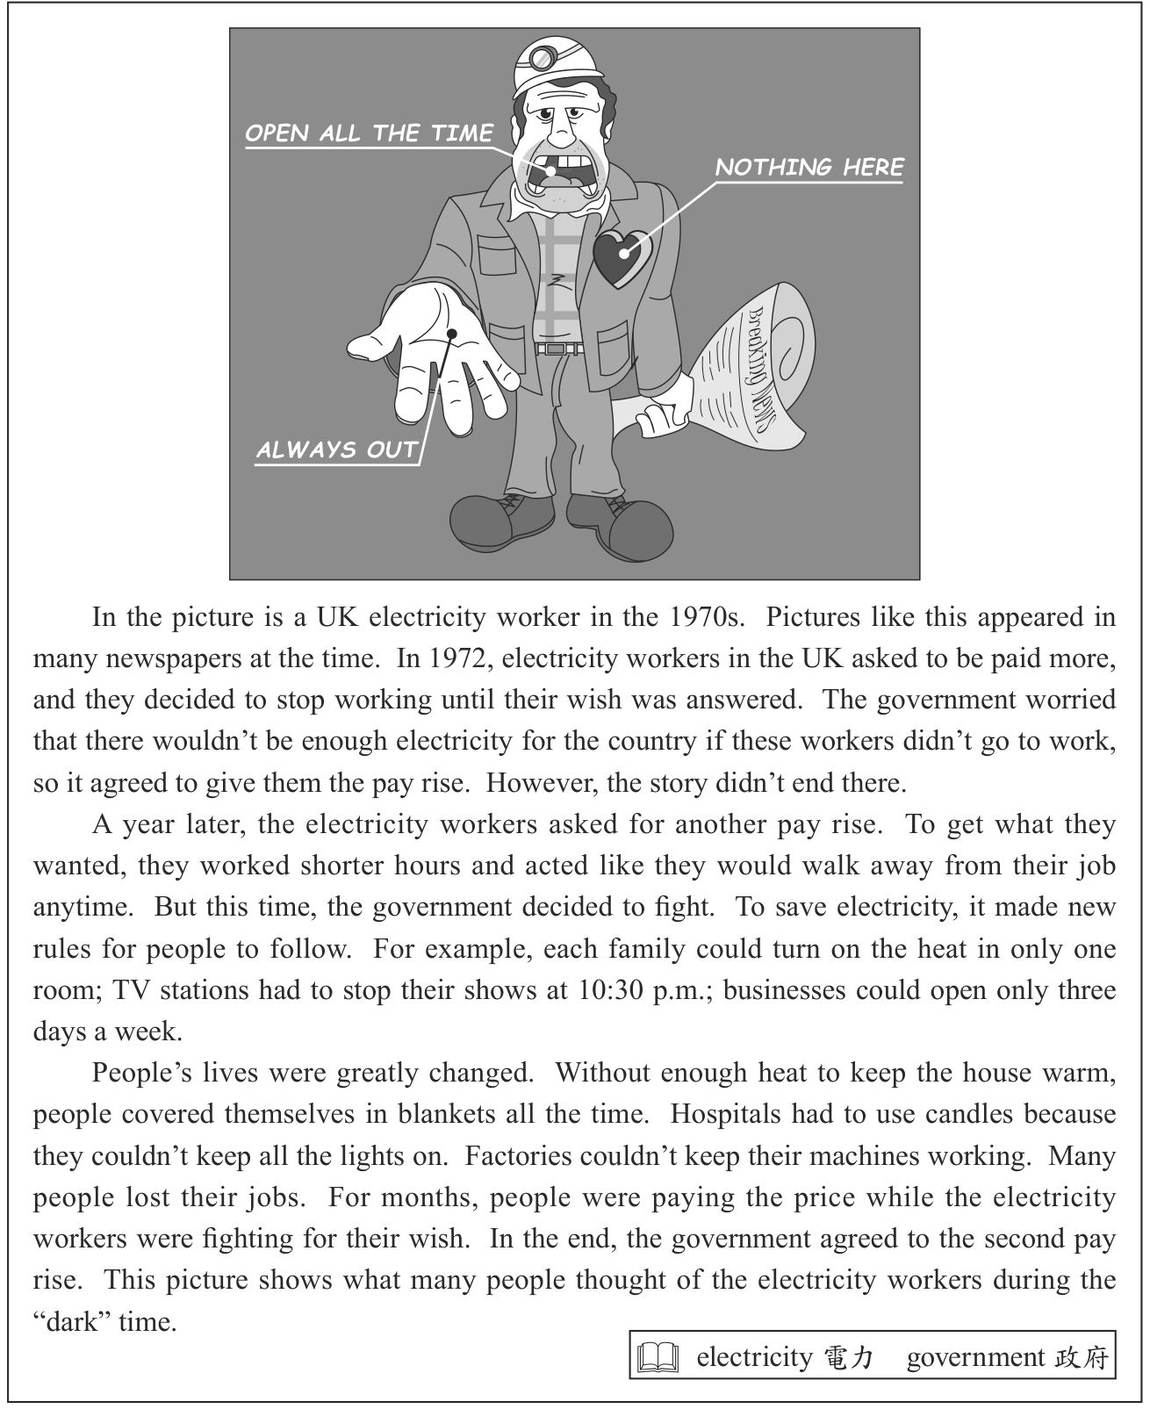 OPEN ALL THE TIME
NOTHING HERE
Breaking News
ALWAYS OUT
In the picture is a UK electricity worker in the 1970s. Pictures like this appeared in
many newspapers at the time. In 1972, electricity workers in the UK asked to be paid more,
and they decided to stop working until their wish was answered. The government worried
that there wouldn’t be enough electricity for the country if these workers didn’t go to work,
so it agreed to give them the pay rise. However, the story didn’t end there.
A year later, the electricity workers asked for another pay rise. To get what they
wanted, they worked shorter hours and acted like they would walk away from their job
anytime. But this time, the government decided to fight. To save electricity, it made new
rules for people to follow. For example, each family could turn on the heat in only one
room; TV stations had to stop their shows at 10:30 p.m.; businesses could open only three
days a week.
People’s lives were greatly changed. Without enough heat to keep the house warm,
people covered themselves in blankets all the time. Hospitals had to use candles because
they couldn’t keep all the lights on. Factories couldn’t keep their machines working. Many
people lost their jobs. For months, people were paying the price while the electricity
workers were fighting for their wish. In the end, the government agreed to the second pay
rise. This picture shows what many people thought of the electricity workers during the
“dark” time.
electricity 電力 government 政府